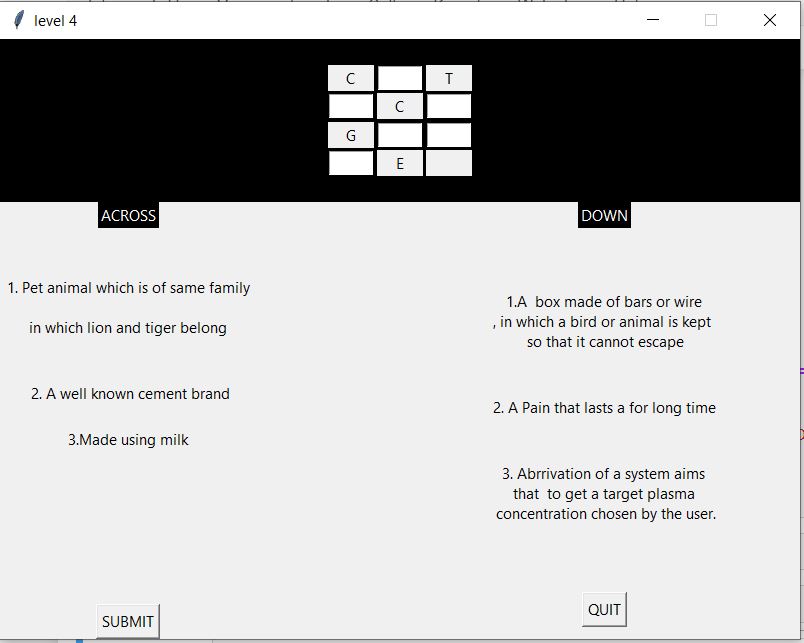 level 4
C T
C
G
E
ACROSS
DOWN
1. Pet animal which is of same family
in which lion and tiger belong
2. A well known cement brand
3.Made using milk
1.A  box made of bars or wire
, in which a bird or animal is kept
so that it cannot escape
2. A Pain that lasts a for long time
3. Abrrivation of a system aims
that  to get a target plasma
concentration chosen by the user.
SUBMIT
QUIT